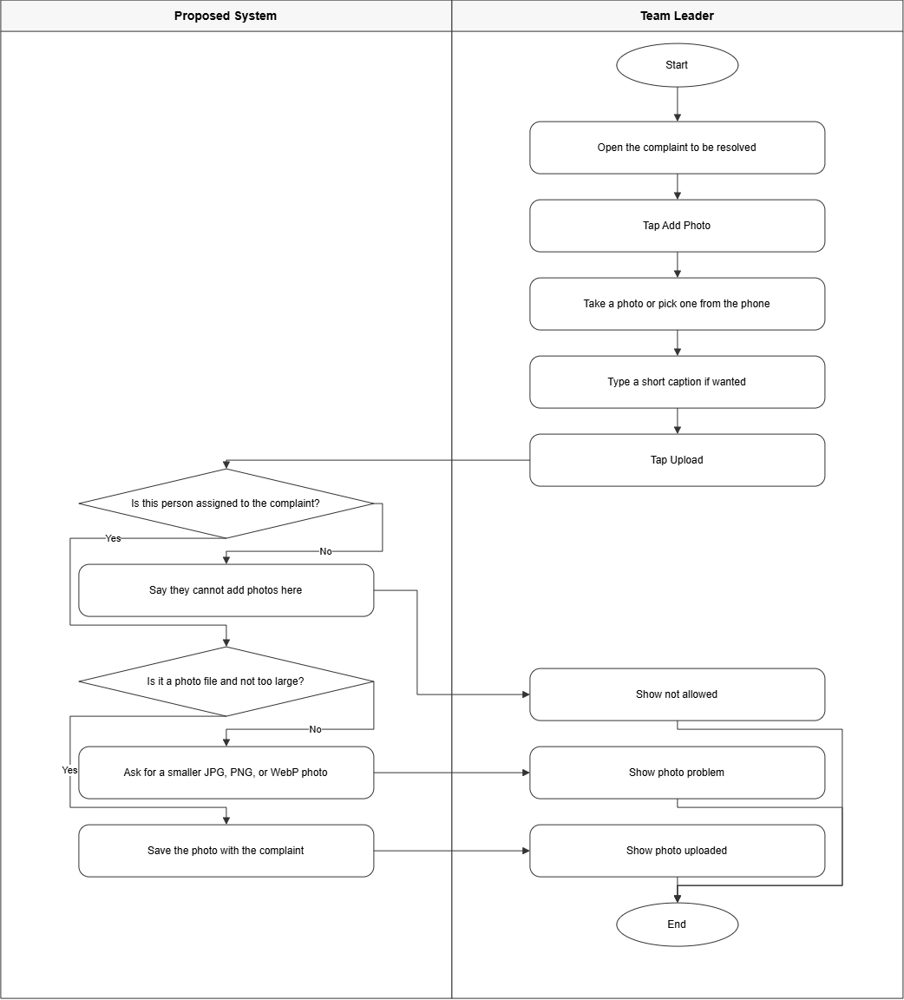 Proposed System
Team Leader
Start
Open the complaint to be resolved
Tap Add Photo
Take a photo or pick one from the phone
Type a short caption if wanted
Tap Upload
Is this person assigned to the complaint?
Yes
No
Say they cannot add photos here
Is it a photo file and not too large?
Show not allowed
No
Yes
Ask for a smaller JPG, PNG, or WebP photo
Show photo problem
Save the photo with the complaint
Show photo uploaded
End